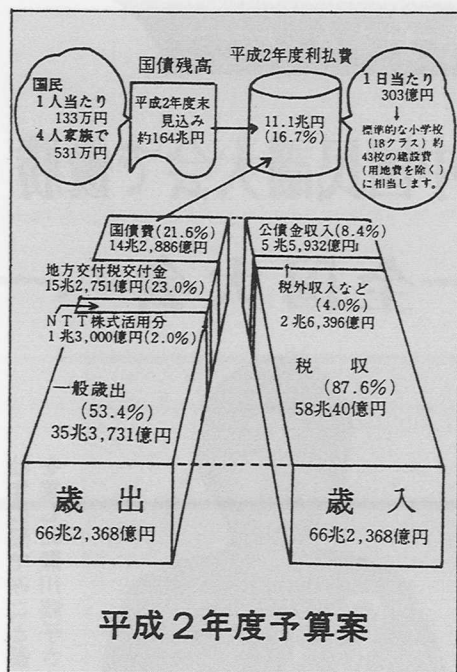 国債残高
平成2年度利払費
国民
1人当たり
133万円
4人家族で
531万円
平成2年度末
見込み
約164兆円
11.1兆円
(16.7%)
1日当たり
303億円
↓
標準的な小学校
(18クラス)約
43校の建設費
(用地費を除く)
に相当します。
国債費(21.6%)
14兆2,886億円
地方交付税交付金
15兆2,751億円(23.0%)
NTT株式活用分
1兆3,000億円(2.0%)
一般歳出
(53.4%)
35兆3,731億円
歳出
66兆2,368億円
公債金収入(8.4%)
5兆5,932億円
税外収入など
(4.0%)
2兆6,396億円
税収
(87.6%)
58兆40億円
歳入
66兆2,368億円
平成2年度予算案